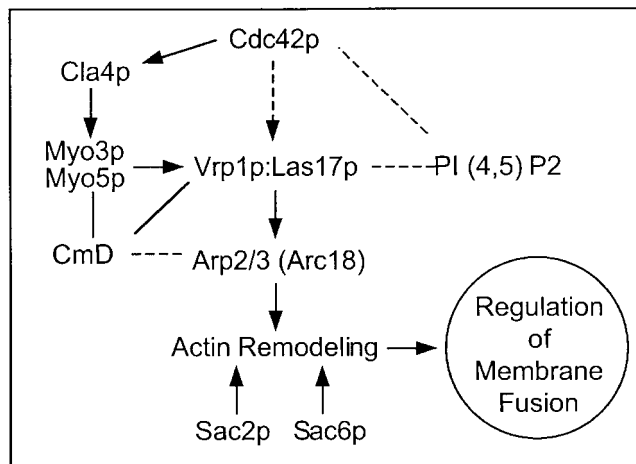 Cdc42p
Cla4p
Myo3p
Myo5p
Vrp1p:Las17p
PI (4,5) P2
CmD
Arp2/3 (Arc18)
Actin Remodeling
Regulation
of
Membrane
Fusion
Sac2p
Sac6p